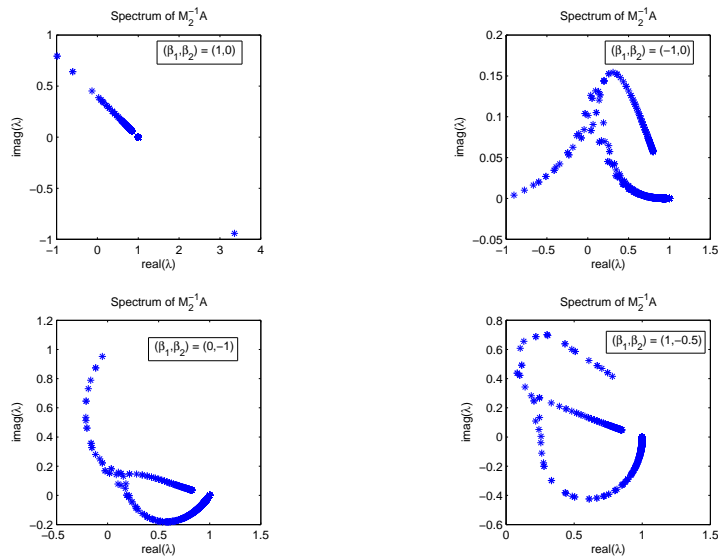 Spectrum of M₂⁻¹A
(β₁,β₂) = (1,0)
1
0.5
0
−0.5
−1
imag(λ)
−1 0 1 2 3 4
real(λ)
Spectrum of M₂⁻¹A
(β₁,β₂) = (−1,0)
0.2
0.15
0.1
0.05
0
−0.05
imag(λ)
−1 −0.5 0 0.5 1 1.5
real(λ)
Spectrum of M₂⁻¹A
(β₁,β₂) = (0,−1)
1.2
1
0.8
0.6
0.4
0.2
0
−0.2
imag(λ)
−0.5 0 0.5 1 1.5
real(λ)
Spectrum of M₂⁻¹A
(β₁,β₂) = (1,−0.5)
0.8
0.6
0.4
0.2
0
−0.2
−0.4
−0.6
imag(λ)
0 0.5 1 1.5
real(λ)